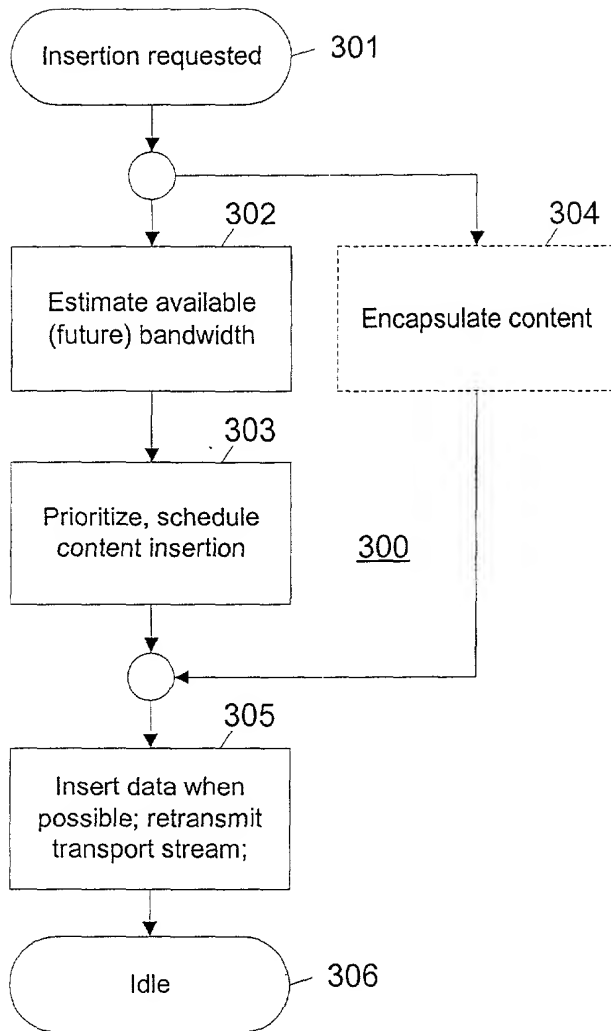 Insertion requested
301
302
304
Estimate available
(future) bandwidth
Encapsulate content
303
Prioritize, schedule
content insertion
300
305
Insert data when
possible; retransmit
transport stream;
Idle
306